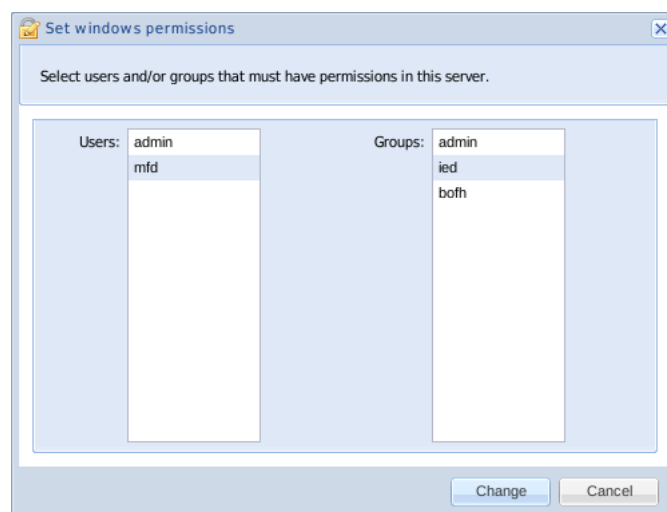 Set windows permissions
Select users and/or groups that must have permissions in this server.
Users: admin
mfd
Groups: admin
ied
bofh
Change Cancel